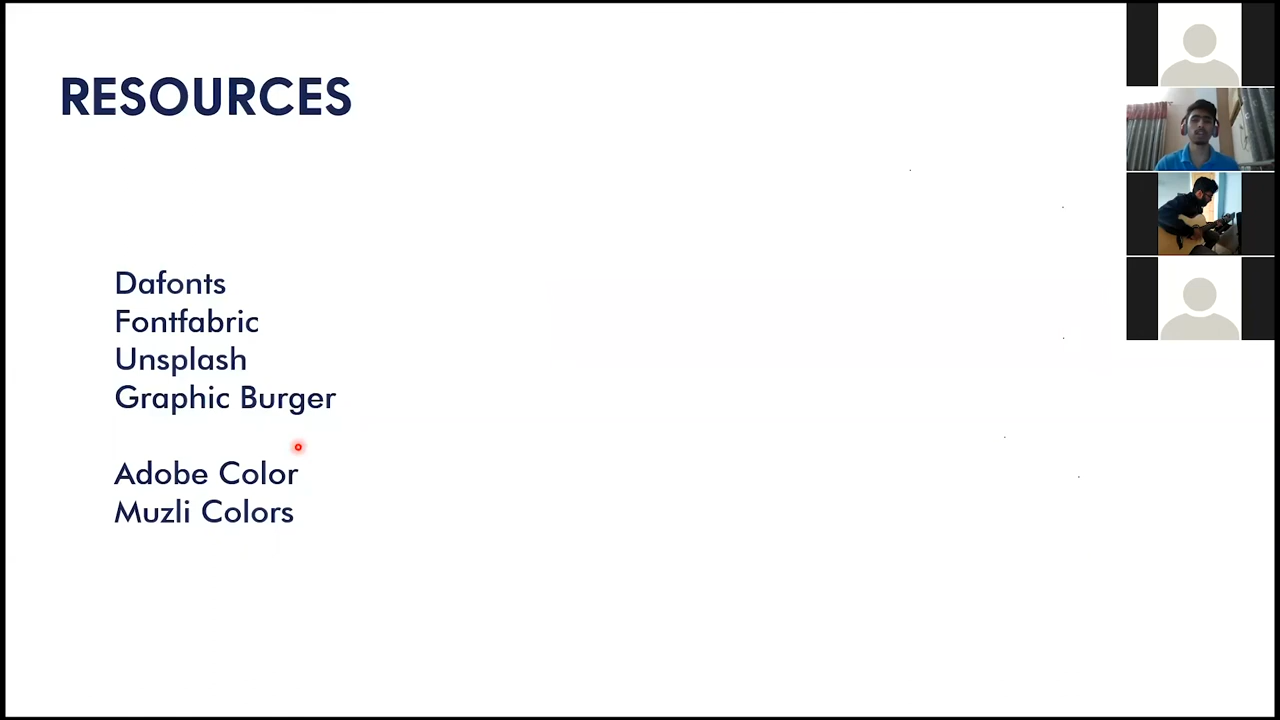 RESOURCES
Dafonts
Fontfabric
Unsplash
Graphic Burger
Adobe Color
Muzli Colors